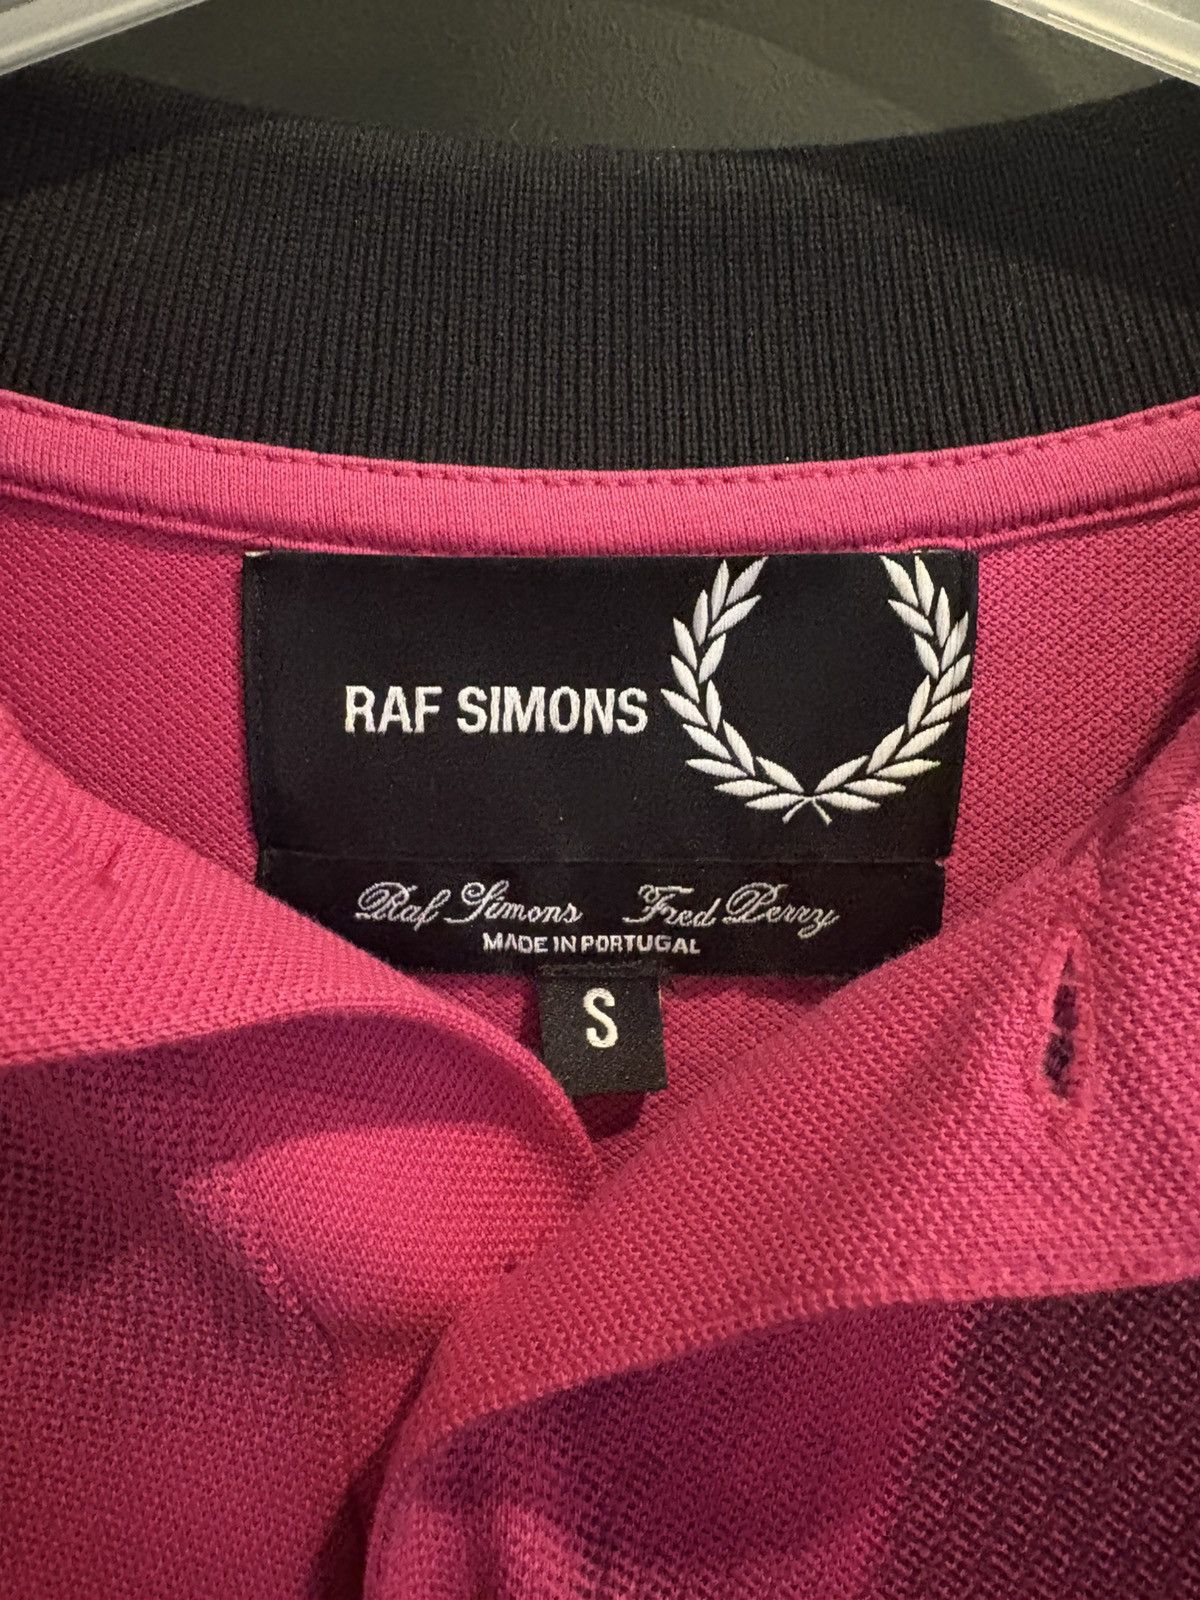 RAF SIMONS
Raf Simons Fred Perry
MADE IN PORTUGAL
S